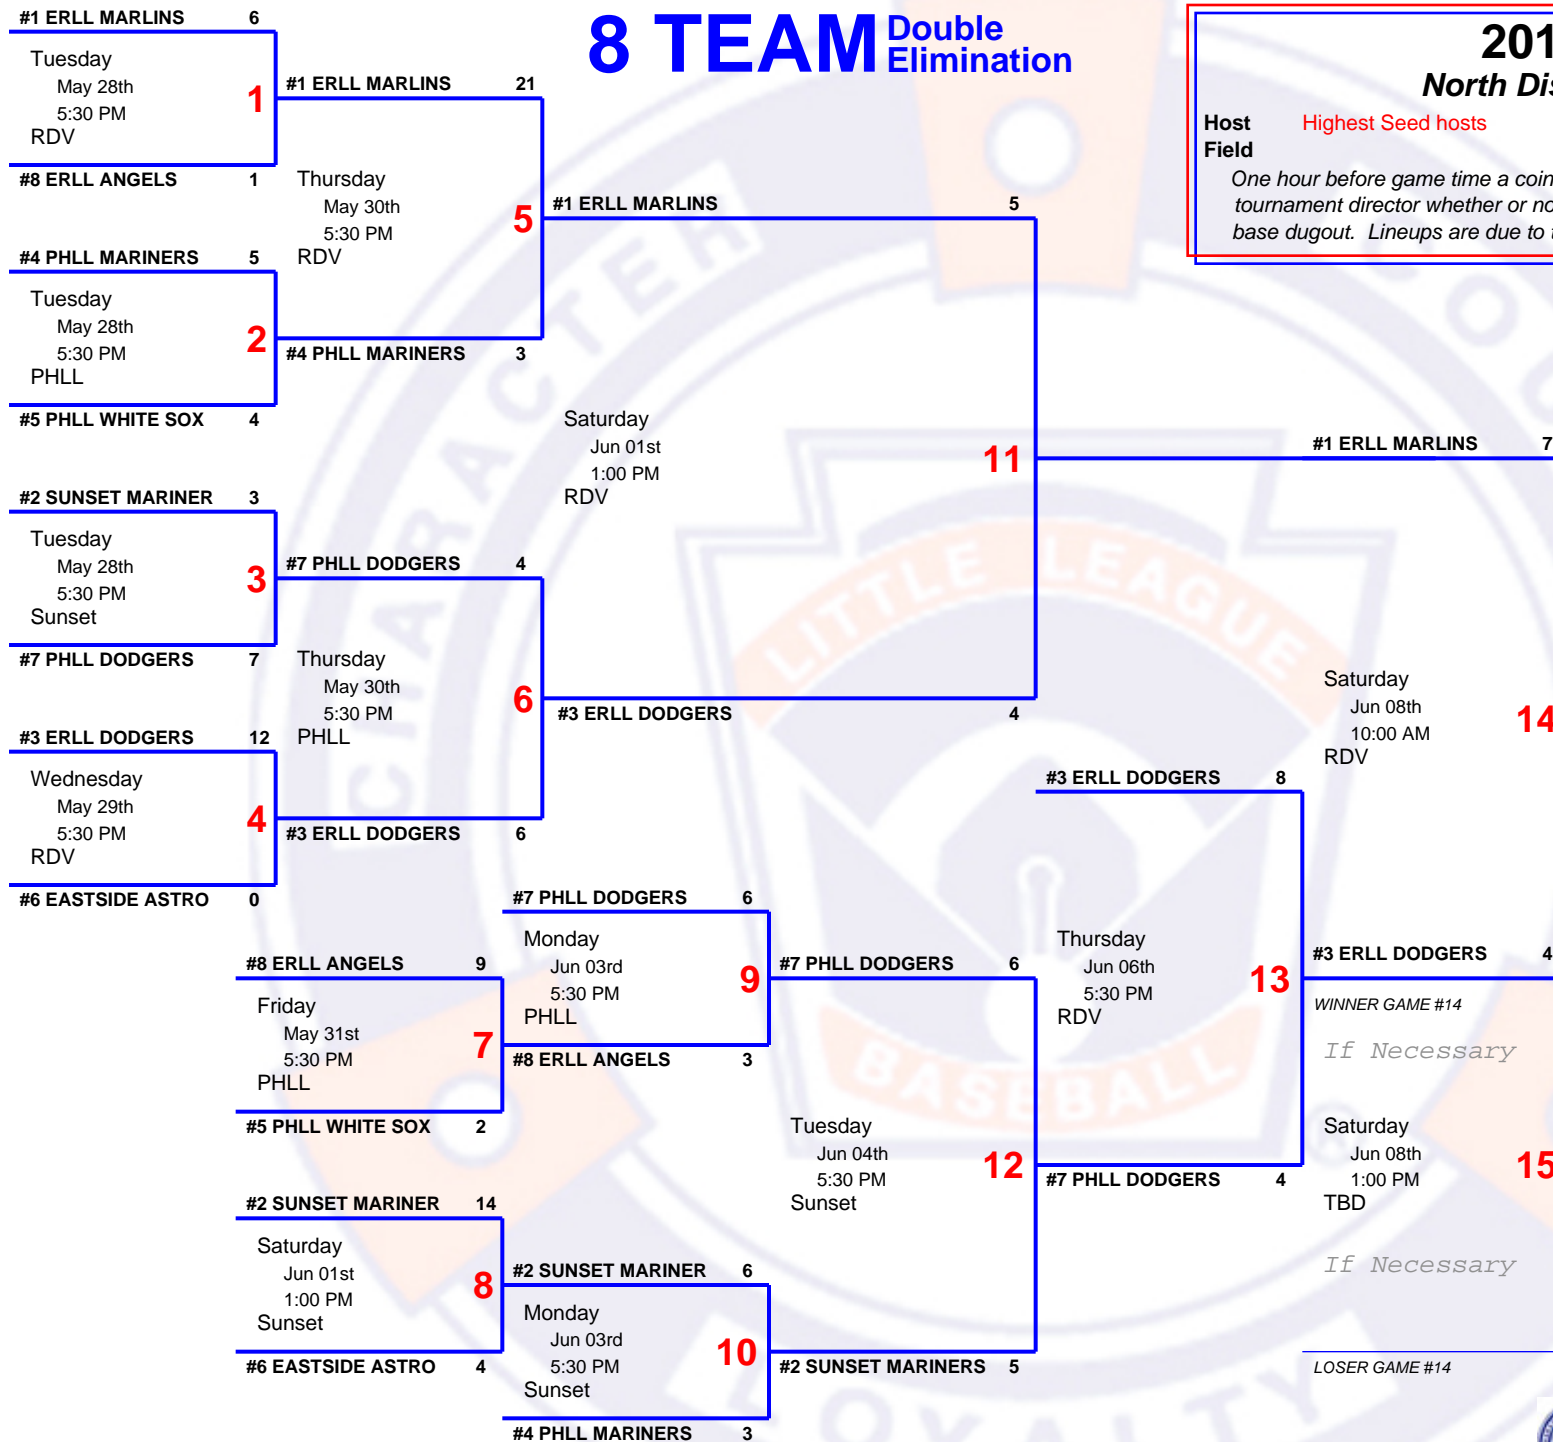 8 TEAM Double Elimination
201
North Dis
Host Highest Seed hosts
Field
One hour before game time a coin
tournament director whether or no
base dugout. Lineups are due to t
#1 ERLL MARLINS 6
Tuesday
May 28th
5:30 PM
RDV
1
#8 ERLL ANGELS 1
#4 PHLL MARINERS 5
Tuesday
May 28th
5:30 PM
PHLL
2
#5 PHLL WHITE SOX 4
#2 SUNSET MARINER 3
Tuesday
May 28th
5:30 PM
Sunset
3
#7 PHLL DODGERS 7
#3 ERLL DODGERS 12
Wednesday
May 29th
5:30 PM
RDV
4
#6 EASTSIDE ASTRO 0
#1 ERLL MARLINS 21
Thursday
May 30th
5:30 PM
RDV
5
#4 PHLL MARINERS 3
#7 PHLL DODGERS 4
Thursday
May 30th
5:30 PM
PHLL
6
#3 ERLL DODGERS 6
#1 ERLL MARLINS 5
Saturday
Jun 01st
1:00 PM
RDV
11
#3 ERLL DODGERS 4
#8 ERLL ANGELS 9
Friday
May 31st
5:30 PM
PHLL
7
#5 PHLL WHITE SOX 2
#2 SUNSET MARINER 14
Saturday
Jun 01st
1:00 PM
Sunset
8
#6 EASTSIDE ASTRO 4
#7 PHLL DODGERS 6
Monday
Jun 03rd
5:30 PM
PHLL
9
#8 ERLL ANGELS 3
#2 SUNSET MARINER 6
Monday
Jun 03rd
5:30 PM
Sunset
10
#4 PHLL MARINERS 3
#7 PHLL DODGERS 6
Tuesday
Jun 04th
5:30 PM
Sunset
12
#2 SUNSET MARINERS 5
#3 ERLL DODGERS 8
Thursday
Jun 06th
5:30 PM
RDV
13
#7 PHLL DODGERS 4
#1 ERLL MARLINS 7
Saturday
Jun 08th
10:00 AM
RDV
14
#3 ERLL DODGERS 4
WINNER GAME #14
If Necessary
Saturday
Jun 08th
1:00 PM
TBD
15
If Necessary
LOSER GAME #14
CHARACTER
COU
LOYALTY
LITTLE LEAGUE
BASEBALL
®